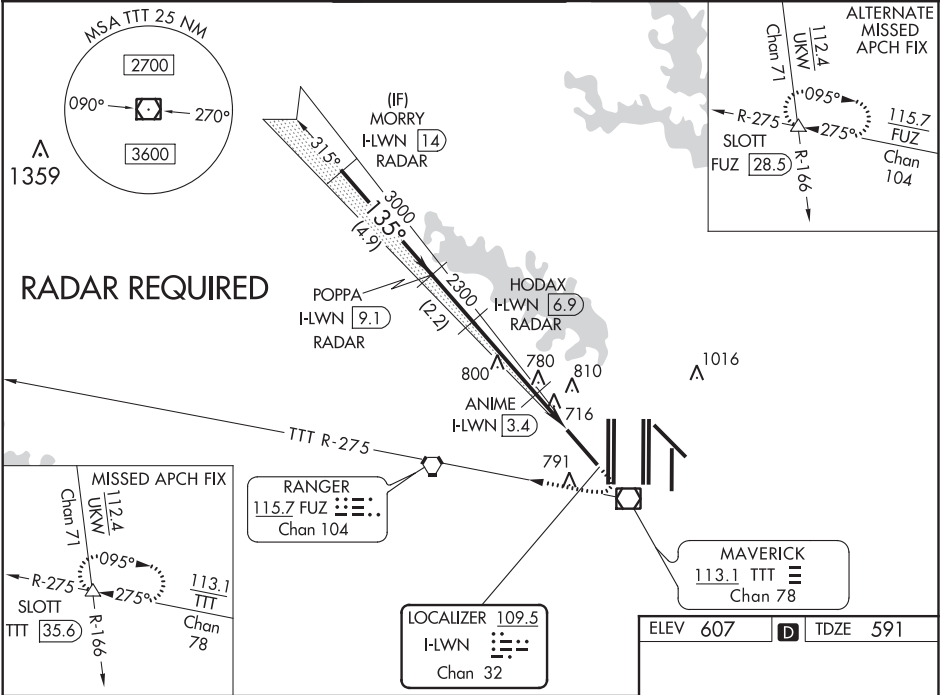 MSA TTT 25 NM
2700
090°
270°
3600
1359
RADAR REQUIRED
(IF)
MORRY
I-LWN 14
RADAR
315°
3000
135°
(4.9)
2300
(2.2)
POPPA
I-LWN 9.1
RADAR
HODAX
I-LWN 6.9
RADAR
800
780
810
1016
ANIME
I-LWN 3.4
716
791
TTT R-275
RANGER
115.7 FUZ
Chan 104
MAVERICK
113.1 TTT
Chan 78
LOCALIZER 109.5
I-LWN
Chan 32
ALTERNATE
MISSED
APCH FIX
112.4
UKW
Chan 71
095°
R-275
275°
SLOTT
FUZ 28.5
R-166
115.7
FUZ
Chan
104
MISSED APCH FIX
112.4
UKW
Chan 71
095°
R-275
275°
SLOTT
TTT 35.6
R-166
113.1
TTT
Chan
78
ELEV 607 D TDZE 591